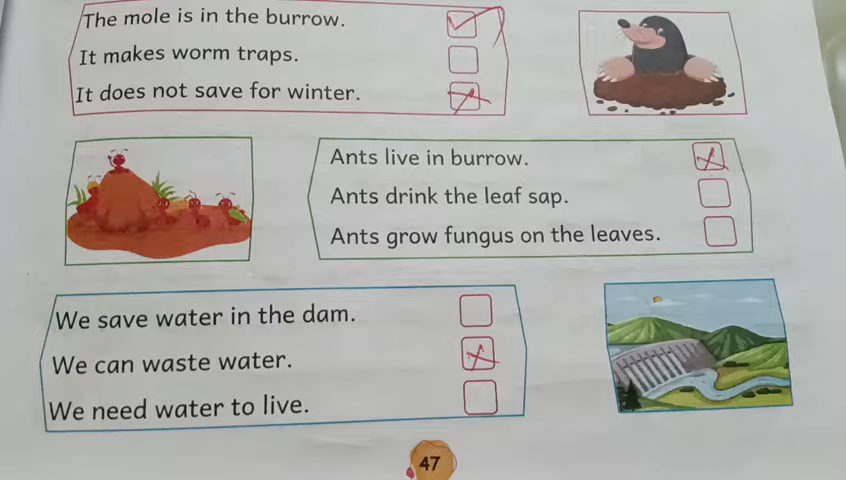 The mole is in the burrow.
It makes worm traps.
It does not save for winter.
Ants live in burrow.
Ants drink the leaf sap.
Ants grow fungus on the leaves.
We save water in the dam.
We can waste water.
We need water to live.
47